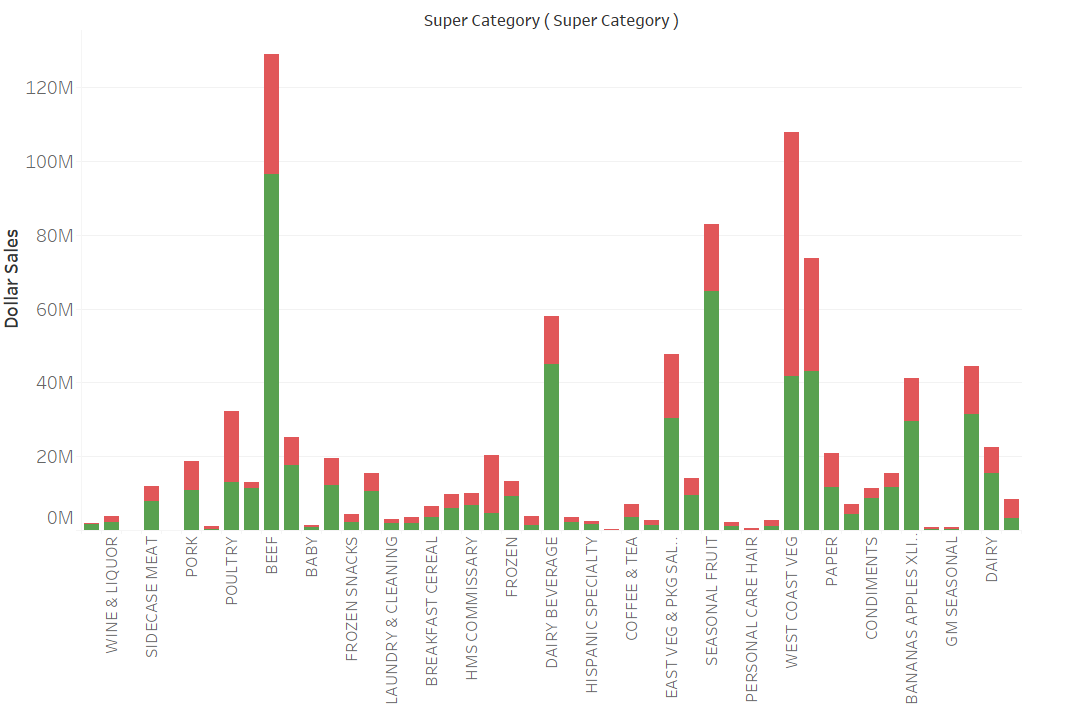 Super Category ( Super Category )
Dollar Sales
120M
100M
80M
60M
40M
20M
0M
WINE & LIQUOR
SIDECASE MEAT
PORK
POULTRY
BEEF
BABY
FROZEN SNACKS
LAUNDRY & CLEANING
BREAKFAST CEREAL
HMS COMMISSARY
FROZEN
DAIRY BEVERAGE
HISPANIC SPECIALTY
COFFEE & TEA
EAST VEG & PKG SAL..
SEASONAL FRUIT
PERSONAL CARE HAIR
WEST COAST VEG
PAPER
CONDIMENTS
BANANAS APPLES XLI..
GM SEASONAL
DAIRY